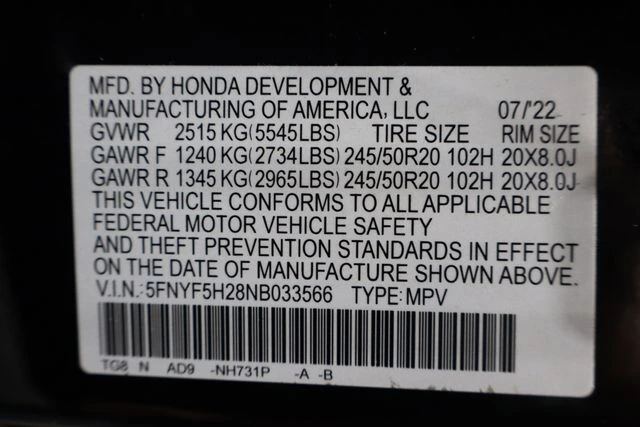 MFD. BY HONDA DEVELOPMENT &
MANUFACTURING OF AMERICA, LLC 07/'22
GVWR 2515 KG(5545LBS) TIRE SIZE RIM SIZE
GAWR F 1240 KG(2734LBS) 245/50R20 102H 20X8.0J
GAWR R 1345 KG(2965LBS) 245/50R20 102H 20X8.0J
THIS VEHICLE CONFORMS TO ALL APPLICABLE
FEDERAL MOTOR VEHICLE SAFETY
AND THEFT PREVENTION STANDARDS IN EFFECT
ON THE DATE OF MANUFACTURE SHOWN ABOVE.
V.I.N.:5FNYF5H28NB033566 TYPE:MPV
TG8 N AD9 -NH731P -A -B